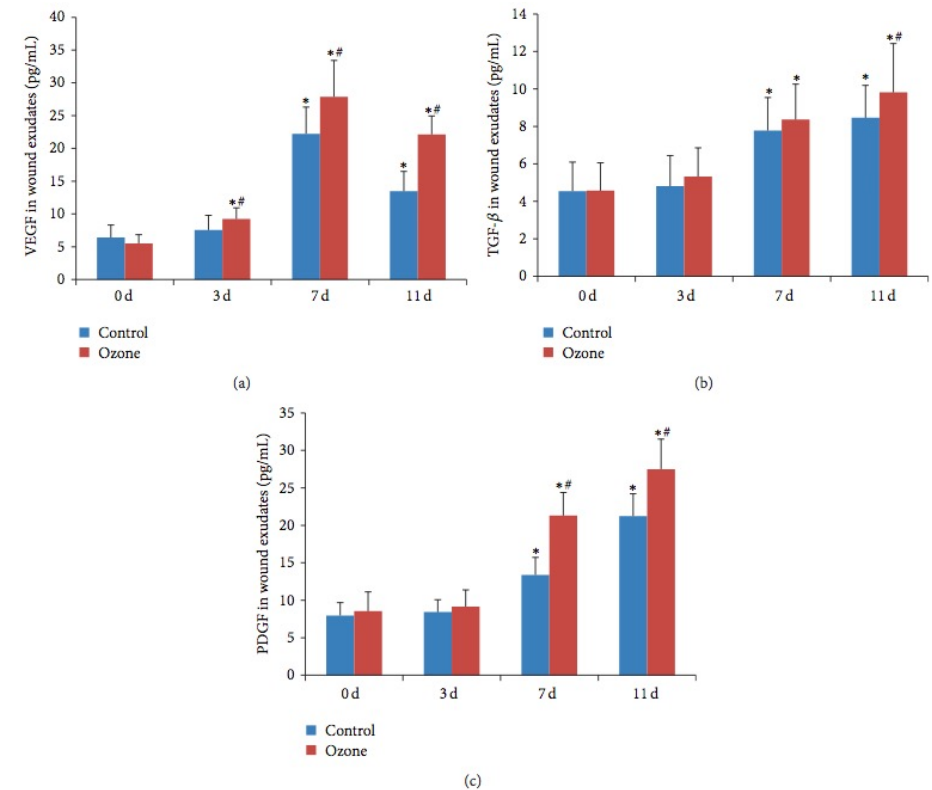 VEGF in wound exudates (pg/mL)
40
35
30
25
20
15
10
5
0
*#
*
*#
*
*#
0 d 3 d 7 d 11 d
Control
Ozone
(a)
TGF-β in wound exudates (pg/mL)
14
12
10
8
6
4
2
0
*
*
*
*#
0 d 3 d 7 d 11 d
Control
Ozone
(b)
PDGF in wound exudates (pg/mL)
35
30
25
20
15
10
5
0
*
*#
*
*#
0 d 3 d 7 d 11 d
Control
Ozone
(c)